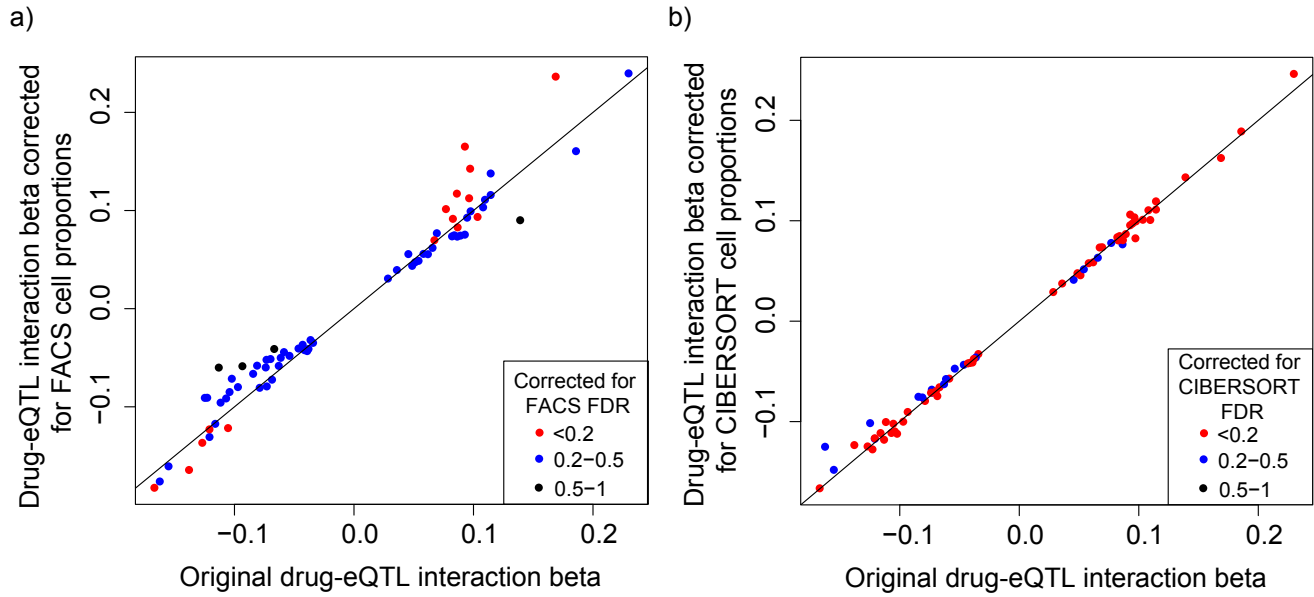 a)
Drug-eQTL interaction beta corrected
for FACS cell proportions
0.2
0.1
0.0
−0.1
−0.1
0.0
0.1
0.2
Original drug-eQTL interaction beta
Corrected for
FACS FDR
<0.2
0.2−0.5
0.5−1
b)
Drug-eQTL interaction beta corrected
for CIBERSORT cell proportions
0.2
0.1
0.0
−0.1
−0.1
0.0
0.1
0.2
Original drug-eQTL interaction beta
Corrected for
CIBERSORT
FDR
<0.2
0.2−0.5
0.5−1